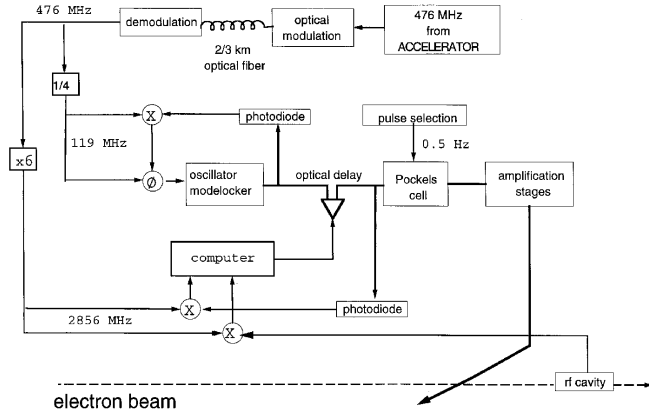 476 MHz
demodulation
optical
modulation
476 MHz
from
ACCELERATOR
2/3 km
optical fiber
1/4
X
photodiode
pulse selection
119 MHz
0.5 Hz
x6
ø
oscillator
modelocker
optical delay
Pockels
cell
amplification
stages
computer
X
photodiode
2856 MHz
X
rf cavity
electron beam